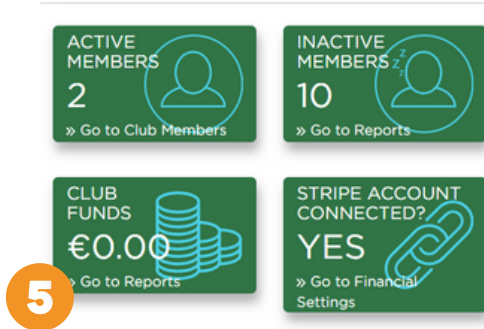 ACTIVE
MEMBERS
2
» Go to Club Members
INACTIVE
MEMBERS
zzz
10
» Go to Reports
CLUB
FUNDS
€0.00
» Go to Reports
STRIPE ACCOUNT
CONNECTED?
YES
» Go to Financial
Settings
5